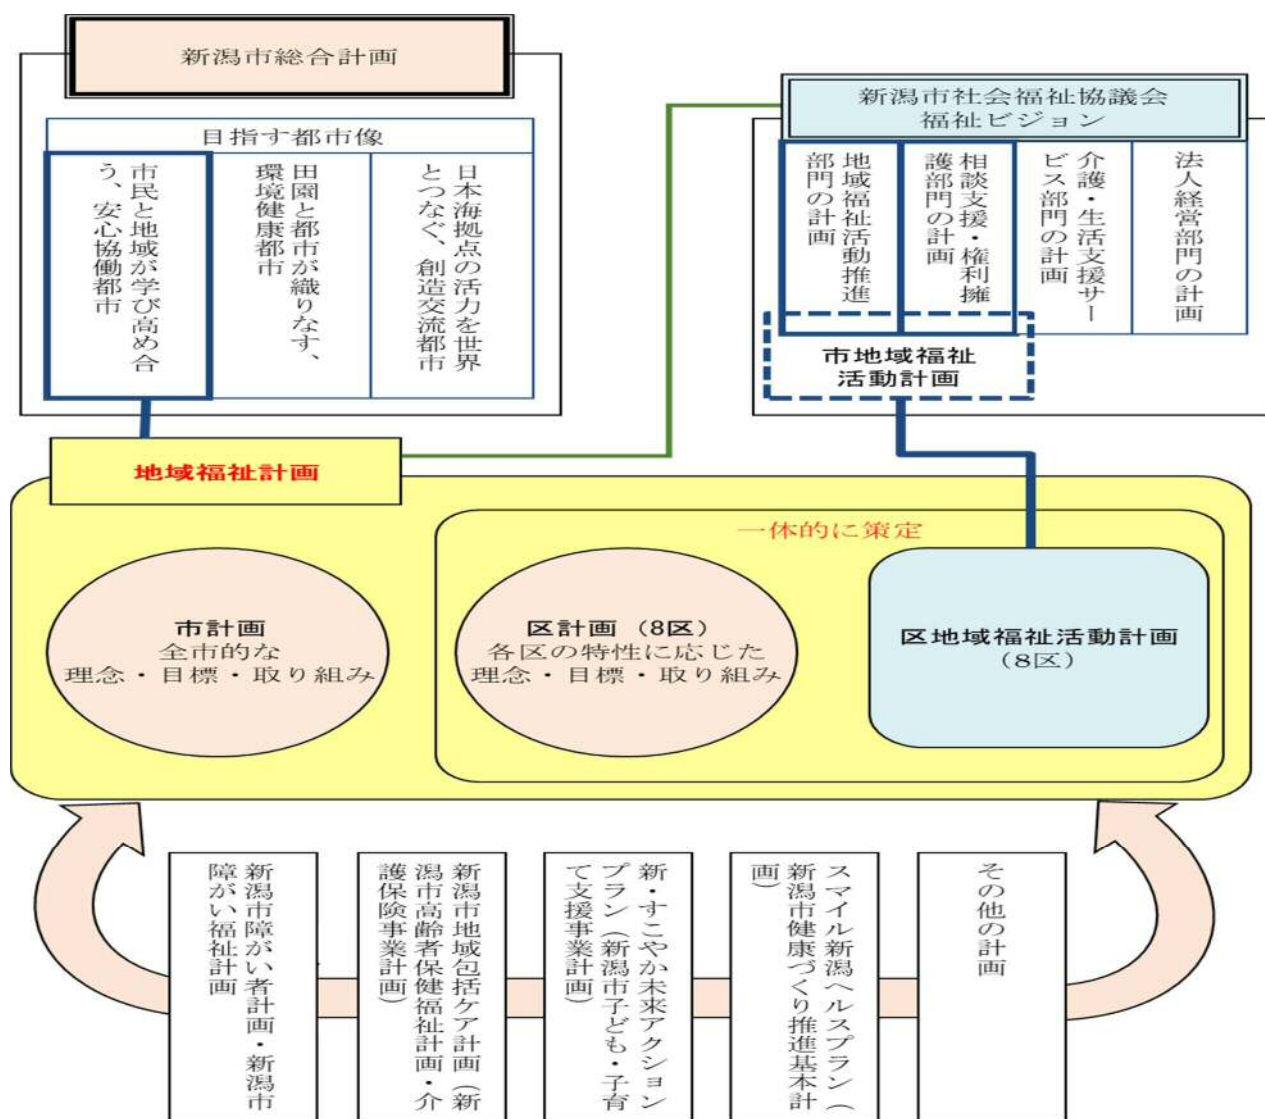 新潟市総合計画
目指す都市像
市民と地域が学び高め合
う、安心協働都市
田園と都市が織りなす、
環境健康都市
日本海拠点の活力を世界
とつなぐ、創造交流都市
新潟市社会福祉協議会
福祉ビジョン
地域福祉活動推進
部門の計画
相談支援・権利擁
護部門の計画
介護・生活支援サー
ビス部門の計画
法人経営部門の計画
市地域福祉
活動計画
地域福祉計画
一体的に策定
市計画
全市的な
理念・目標・取り組み
区計画（8区）
各区の特性に応じた
理念・目標・取り組み
区地域福祉活動計画
（8区）
新潟市障がい者計画・新潟市
障がい福祉計画
新潟市地域包括ケア計画（新
潟市高齢者保健福祉計画・介
護保険事業計画）
新・すこやか未来アクション
プラン（新潟市子ども・子育
て支援事業計画）
スマイル新潟ヘルスプラン（
新潟市健康づくり推進基本計
画）
その他の計画